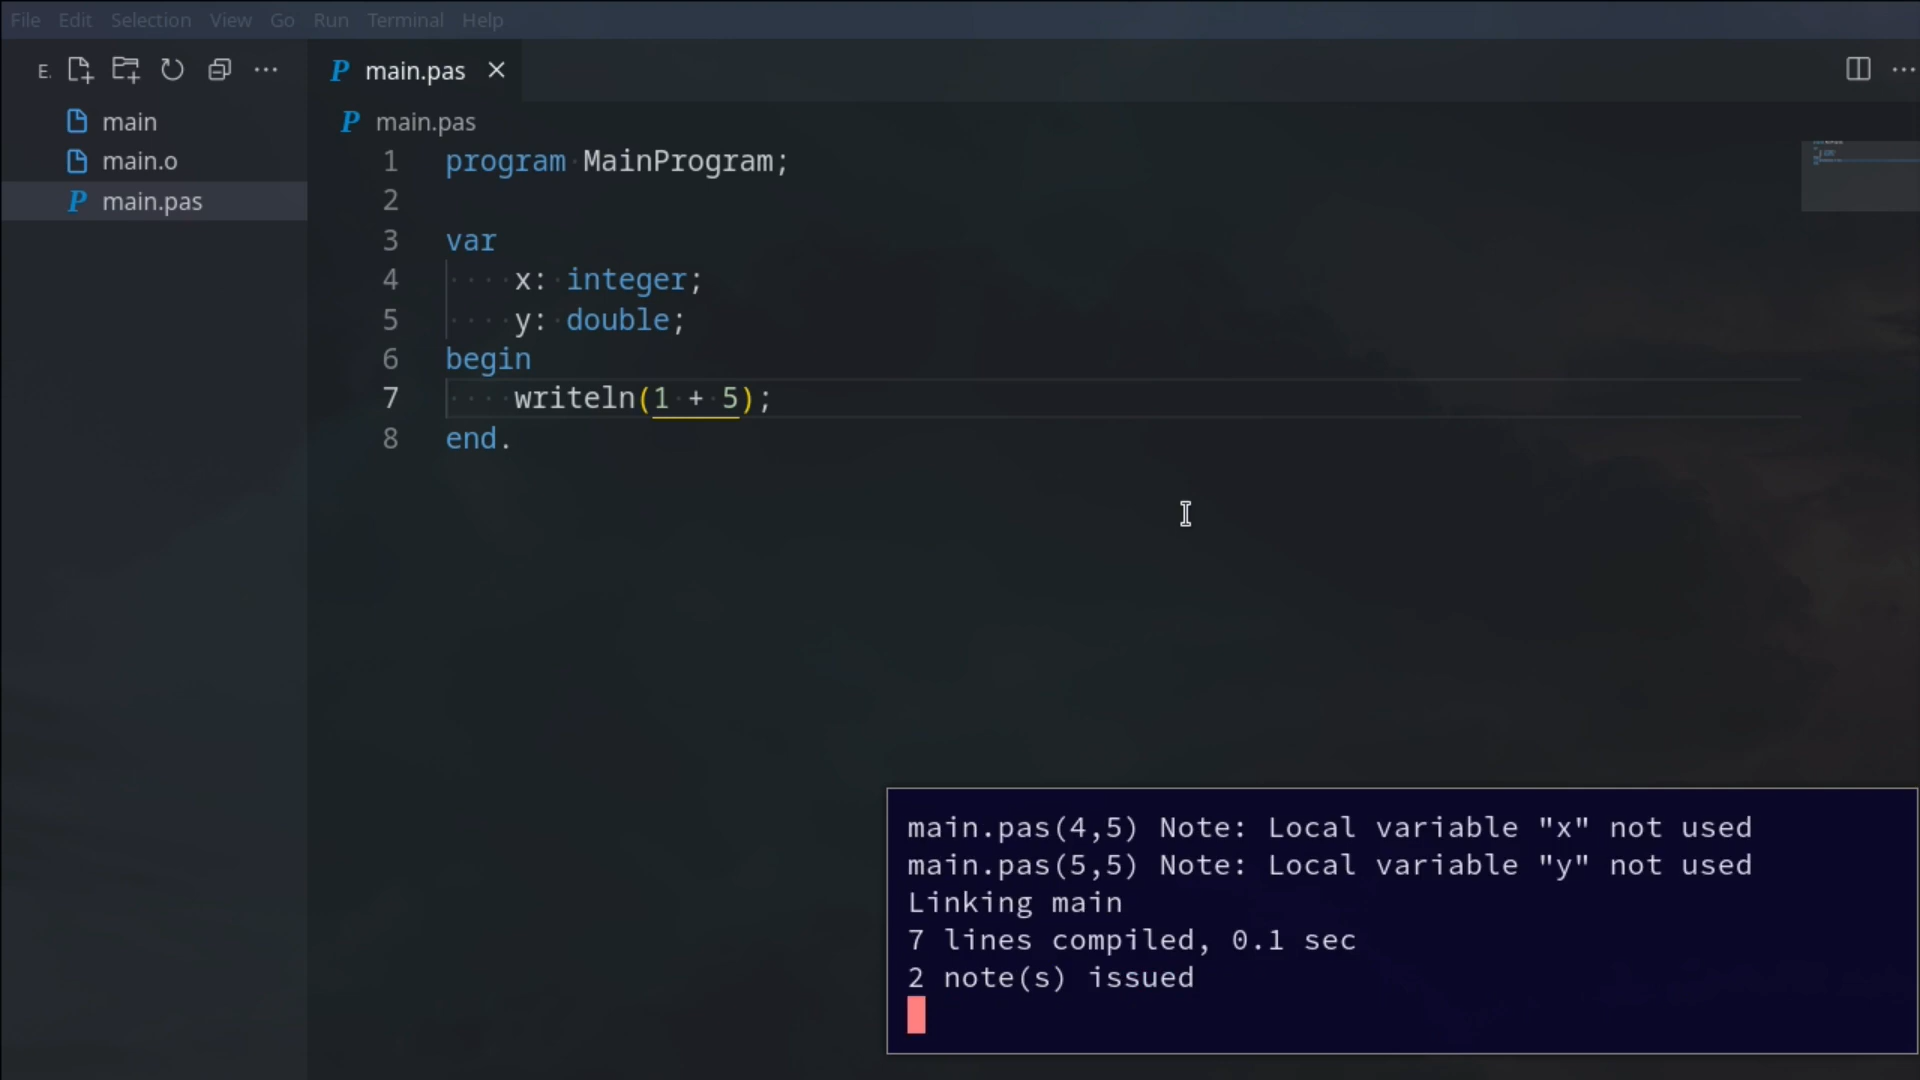 File Edit Selection View Go Run Terminal Help
E.
main.pas
main
main.o
main.pas
main.pas
1 program MainProgram;
2
3 var
4 x: integer;
5 y: double;
6 begin
7 writeln(1 + 5);
8 end.
main.pas(4,5) Note: Local variable "x" not used
main.pas(5,5) Note: Local variable "y" not used
Linking main
7 lines compiled, 0.1 sec
2 note(s) issued